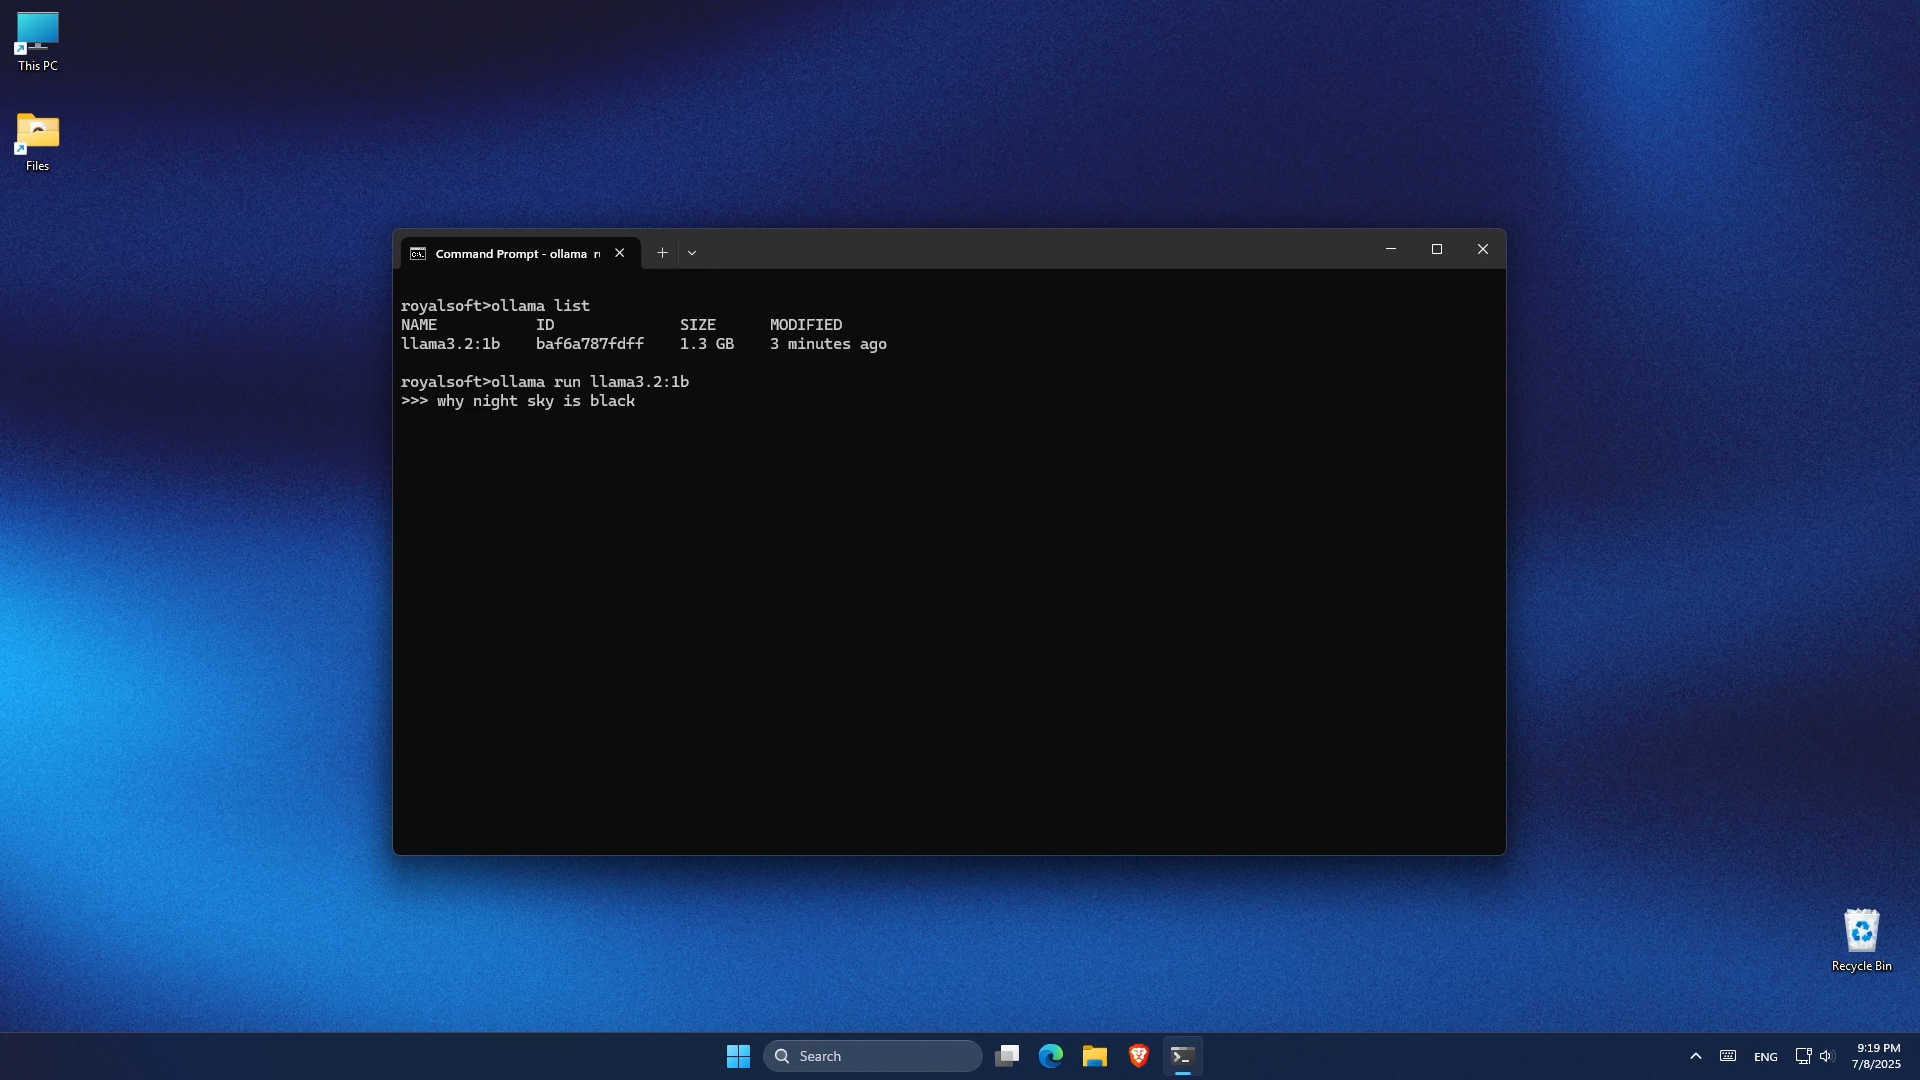 This PC
Files
Command Prompt - ollama
royalsoft>ollama list
NAME ID SIZE MODIFIED
llama3.2:1b baf6a787fdff 1.3 GB 3 minutes ago
royalsoft>ollama run llama3.2:1b
>>> why night sky is black
Recycle Bin
Search
ENG
9:19 PM
7/8/2025